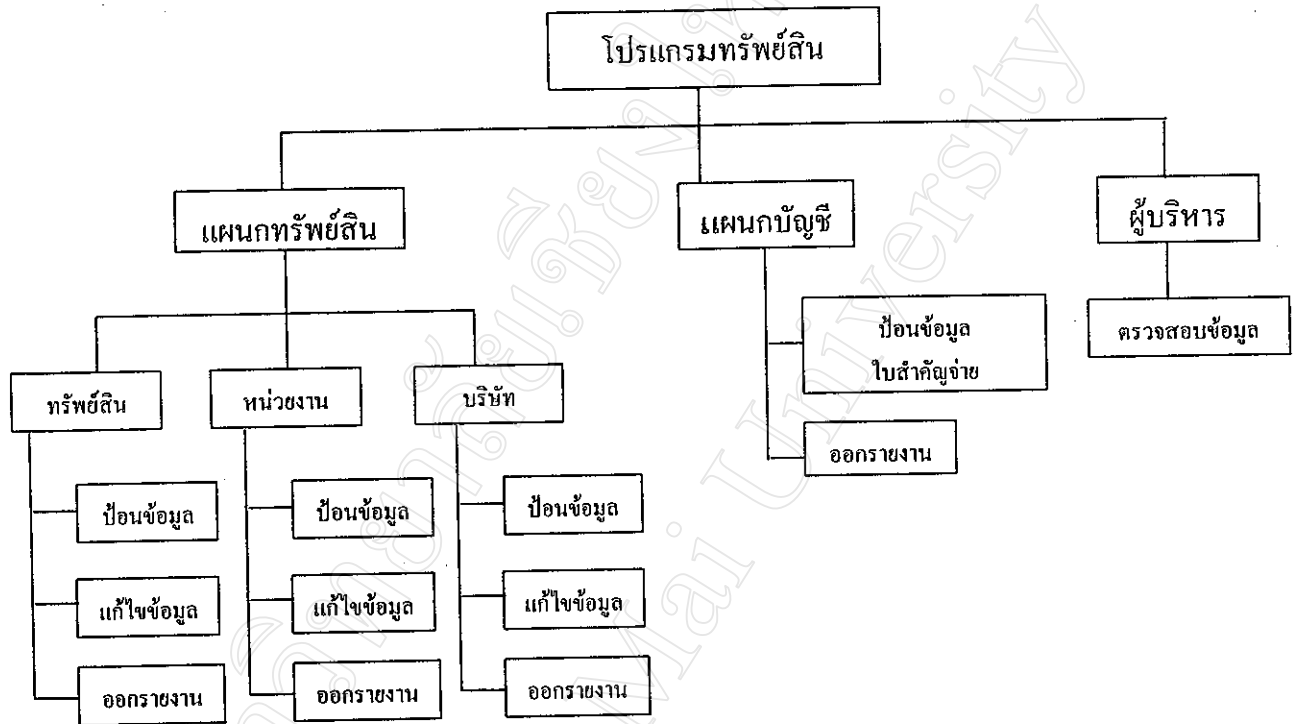 โปรแกรมทรัพย์สิน
แผนกทรัพย์สิน
แผนกบัญชี
ผู้บริหาร
ทรัพย์สิน
หน่วยงาน
บริษัท
ป้อนข้อมูล
ใบสำคัญจ่าย
ตรวจสอบข้อมูล
ออกรายงาน
ป้อนข้อมูล
ป้อนข้อมูล
ป้อนข้อมูล
แก้ไขข้อมูล
แก้ไขข้อมูล
แก้ไขข้อมูล
ออกรายงาน
ออกรายงาน
ออกรายงาน
Mai University